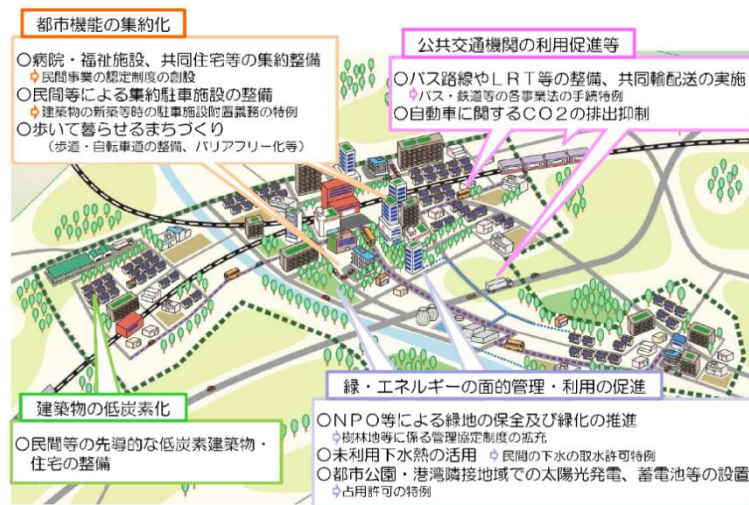 都市機能の集約化
○病院・福祉施設、共同住宅等の集約整備
⇨民間事業の認定制度の創設
○民間等による集約駐車施設の整備
⇨建築物の新築等時の駐車施設附置義務の特例
○歩いて暮らせるまちづくり
（歩道・自転車道の整備、バリアフリー化等）
公共交通機関の利用促進等
○バス路線やＬＲＴ等の整備、共同輸配送の実施
⇨バス・鉄道等の各事業法の手続特例
○自動車に関するＣＯ２の排出抑制
建築物の低炭素化
○民間等の先導的な低炭素建築物・
住宅の整備
緑・エネルギーの面的管理・利用の促進
○ＮＰＯ等による緑地の保全及び緑化の推進
⇨樹林地等に係る管理協定制度の拡充
○未利用下水熱の活用 ⇨民間の下水の取水許可特例
○都市公園・港湾隣接地域での太陽光発電、蓄電池等の設置
⇨占用許可の特例